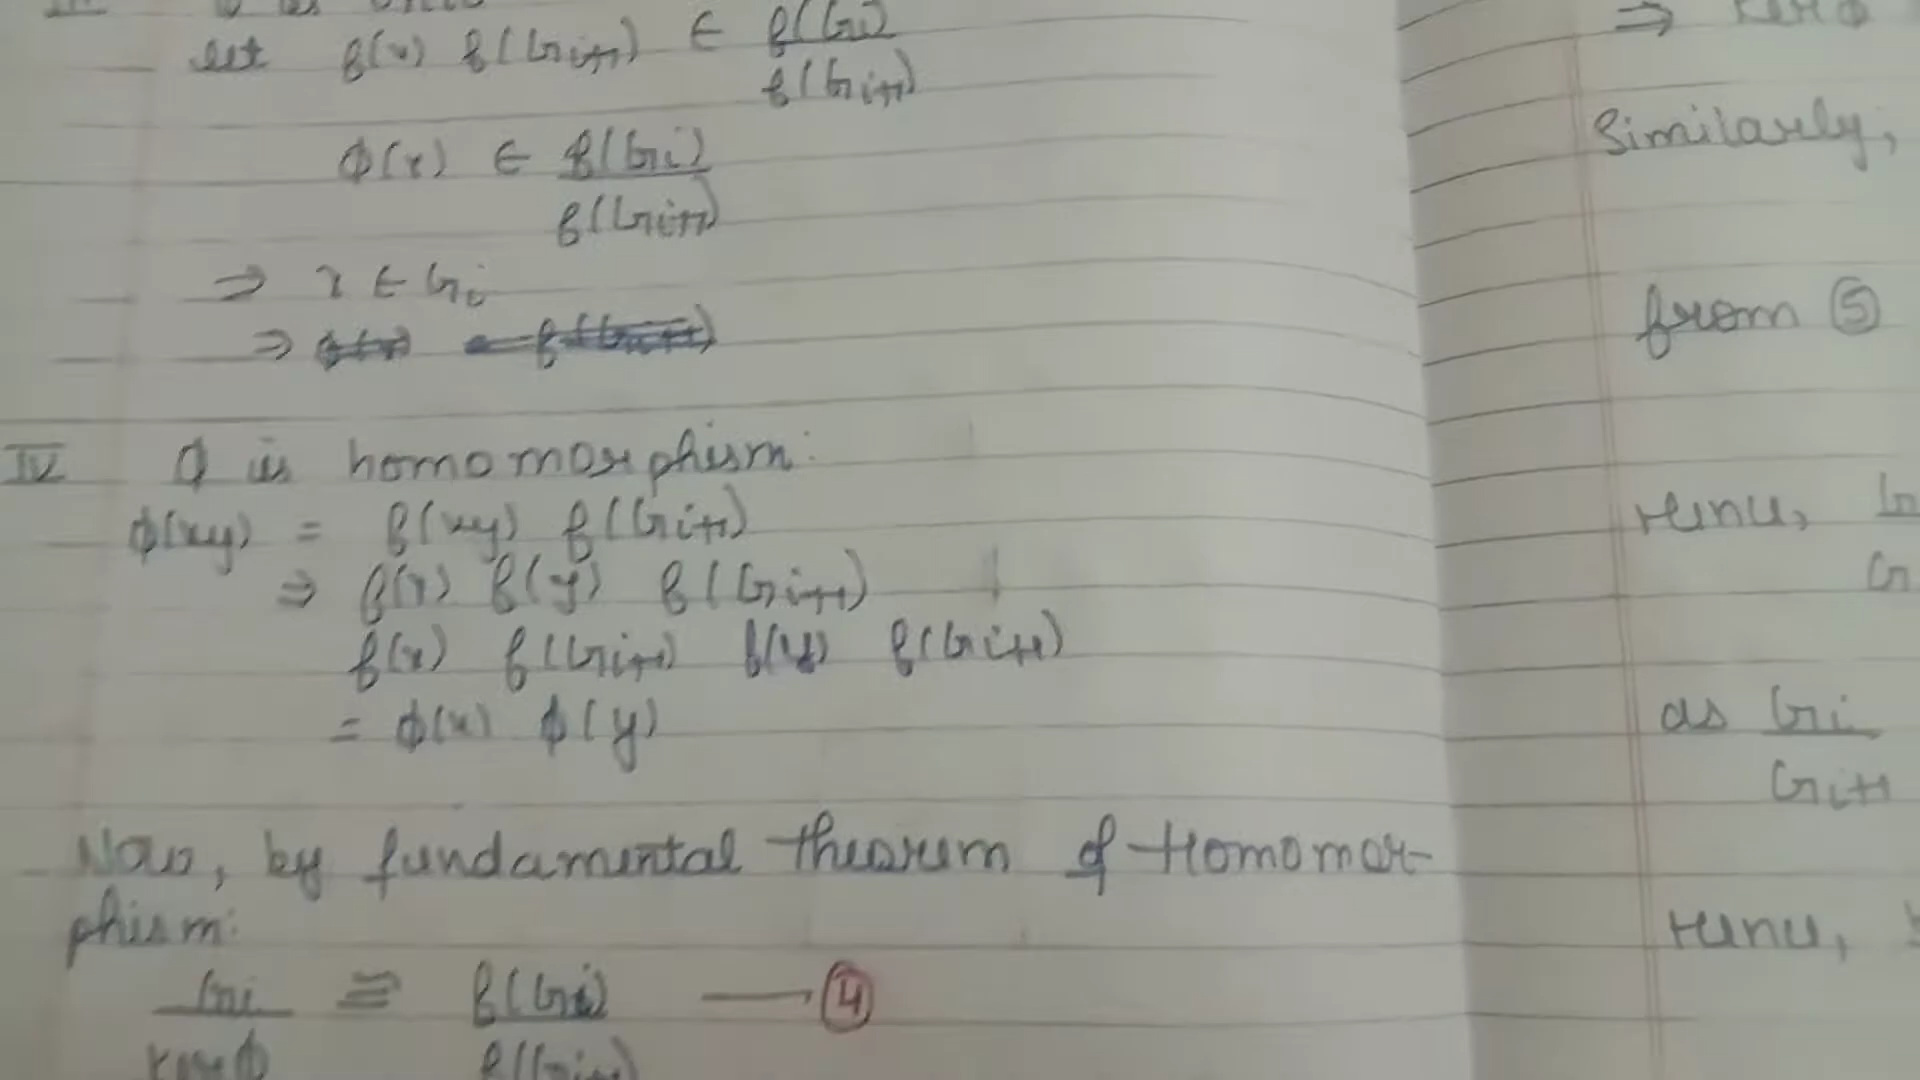 let f(x) f(Gi+1) ∈ f(Gi)
f(Gi+1)
ϕ(x) ∈ f(Gi)
f(Gi+1)
⇒ x ∈ Gi
⇒
IV ϕ is homomorphism:
ϕ(xy) = f(xy) f(Gi+1)
⇒ f(x) f(y) f(Gi+1)
f(x) f(Gi+1) f(y) f(Gi+1)
= ϕ(x) ϕ(y)
Now, by fundamental theorem of Homomor-
phism:
Gi ≅ f(Gi) — 4
Kerϕ f(Gi+1)
⇒ Kerϕ
Similarly,
from 5
Hence, G
G
as Gi
Gi+1
Hence,